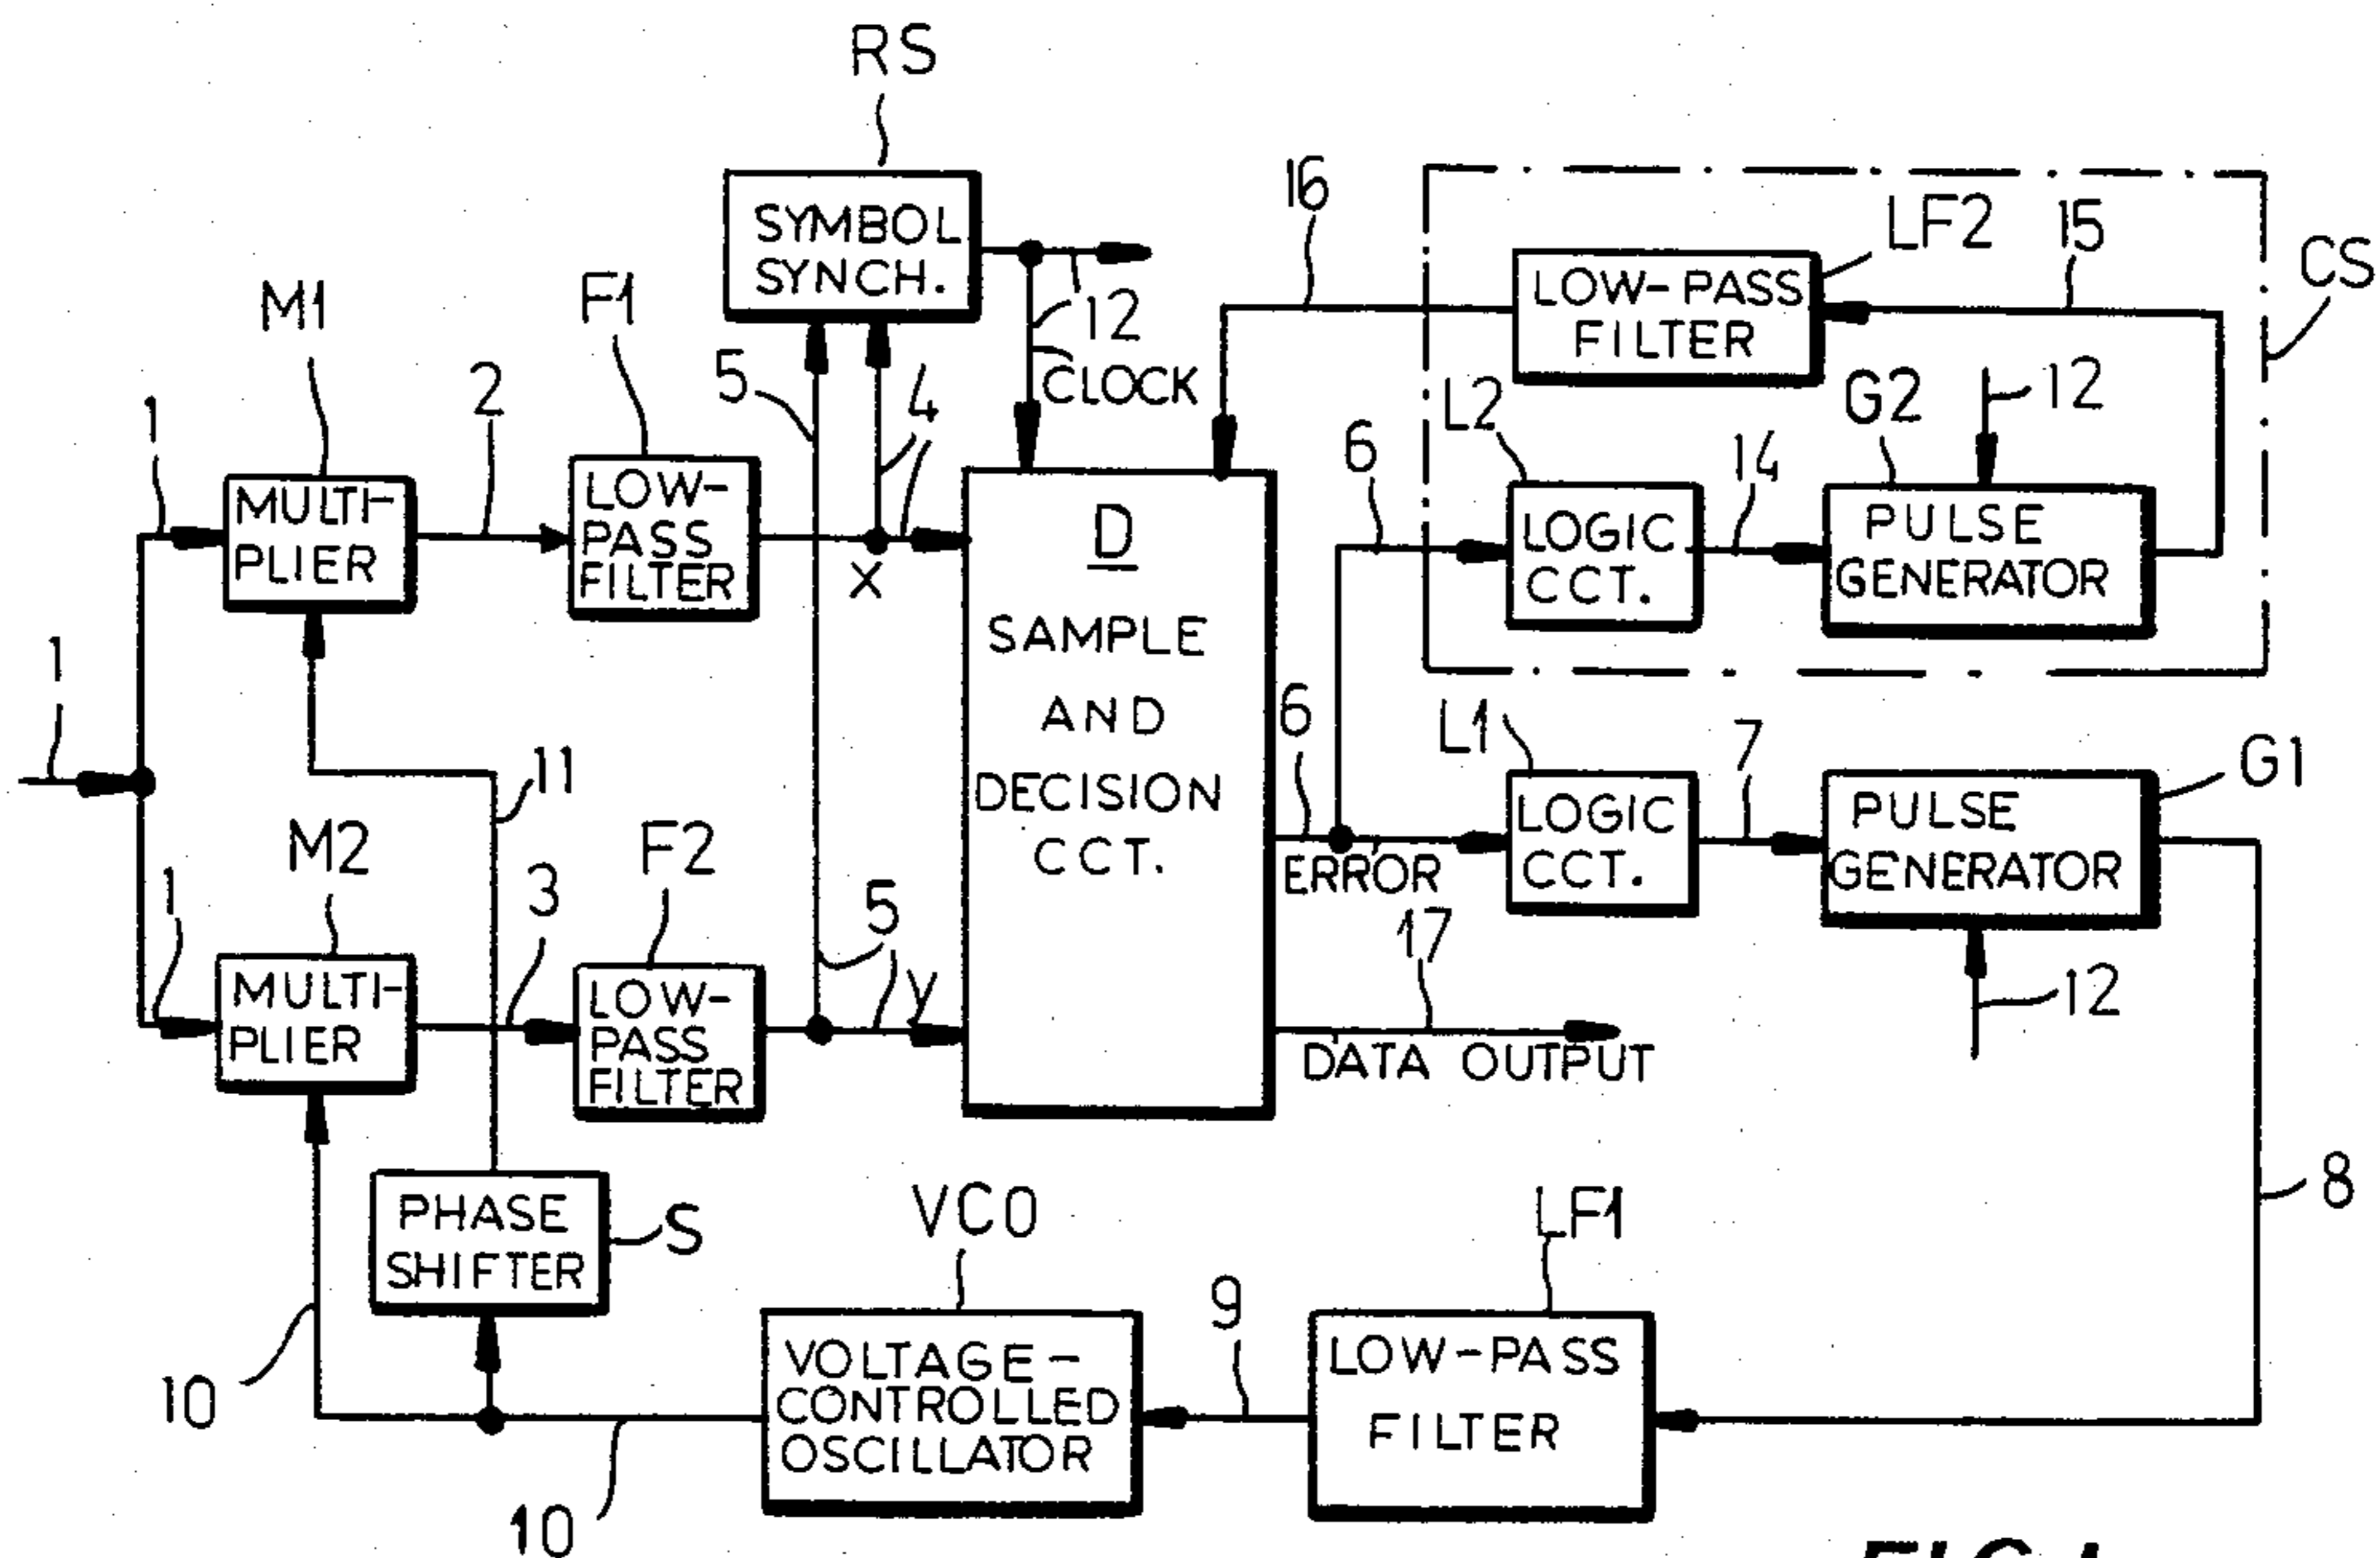 RS
SYMBOL
SYNCH.
16
LF2
15
CS
LOW-PASS
FILTER
M1
F1
12
CLOCK
5
4
2
1
L2
G2
12
6
14
MULTI-
PLIER
LOW-
PASS
FILTER
X
D
SAMPLE
AND
DECISION
CCT.
LOGIC
CCT.
PULSE
GENERATOR
1
11
6
L1
7
G1
ERROR
LOGIC
CCT.
PULSE
GENERATOR
M2
F2
1
3
5
y
17
12
MULTI-
PLIER
LOW-
PASS
FILTER
DATA OUTPUT
8
PHASE
SHIFTER
S
VCO
LF1
9
10
VOLTAGE-
CONTROLLED
OSCILLATOR
LOW-PASS
FILTER
10